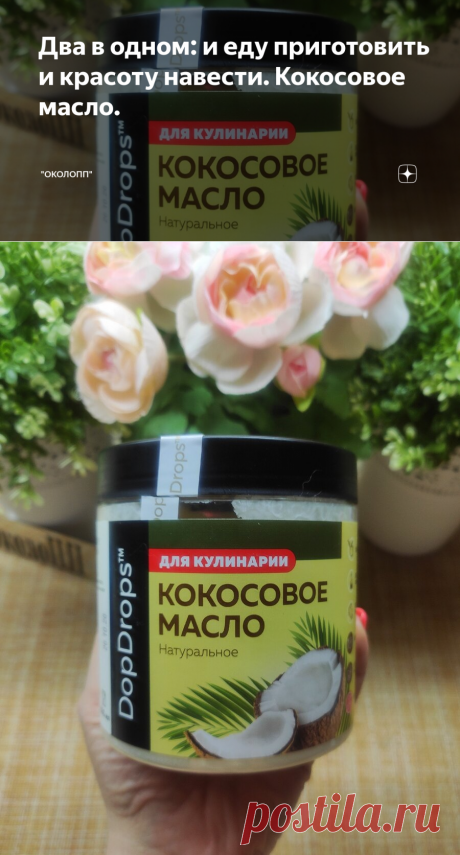 Два в одном: и еду приготовить
и красоту навести. Кокосовое
масло.
"ОКОЛОПП"
DopDrops™
ДЛЯ КУЛИНАРИИ
КОКОСОВОЕ
МАСЛО
Натуральное
DopDrops
DopDrops™
ДЛЯ КУЛИНАРИИ
КОКОСОВОЕ
МАСЛО
Натуральное
postila.ru